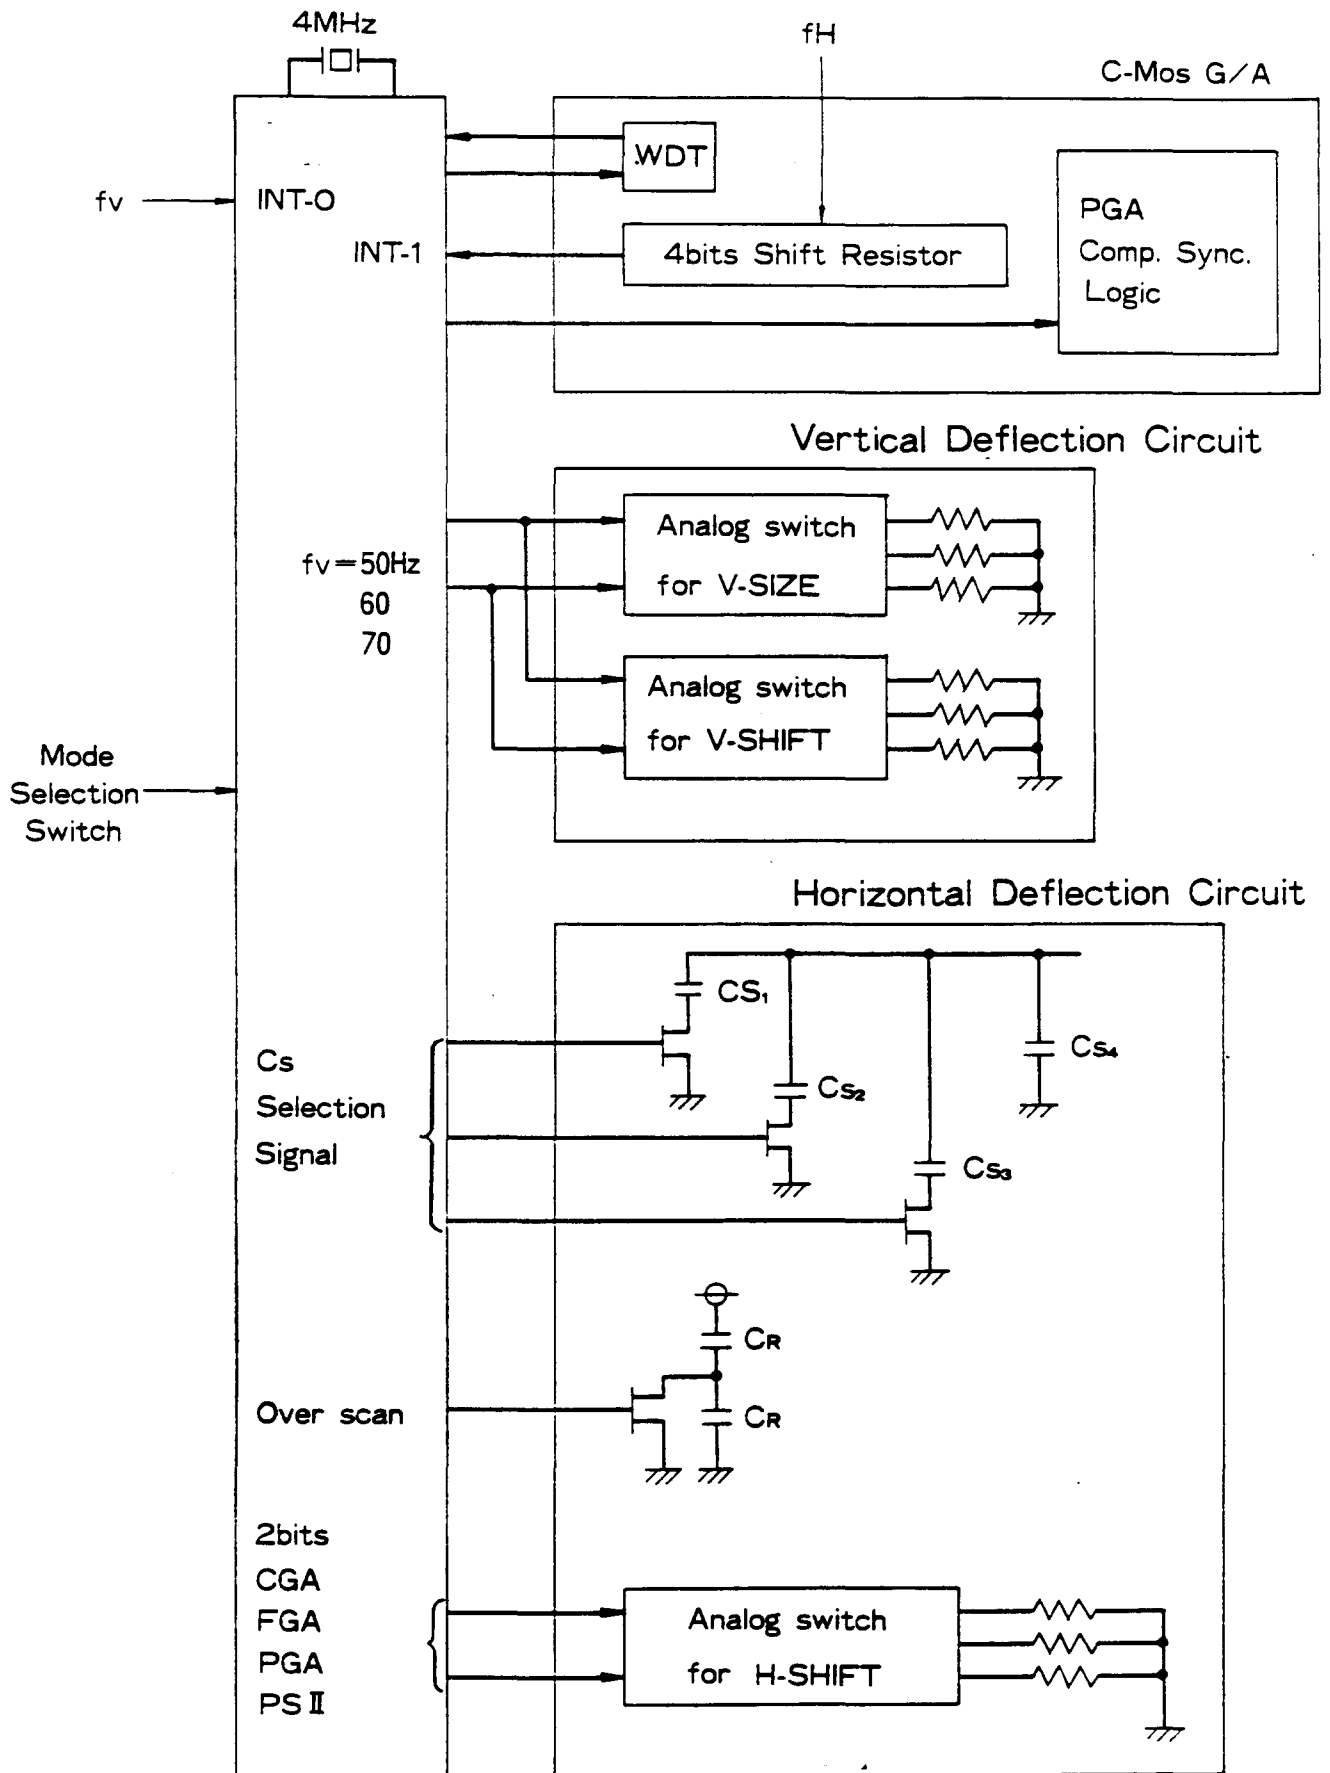 4MHz
fH
C-Mos G/A
WDT
fv
INT-0
PGA
Comp. Sync.
Logic
INT-1
4bits Shift Resistor
Vertical Deflection Circuit
Analog switch
for V-SIZE
fv=50Hz
60
70
Analog switch
for V-SHIFT
Mode
Selection
Switch
Horizontal Deflection Circuit
CS1
Cs4
Cs
Selection
Signal
Cs2
Cs3
CR
Over scan
CR
2bits
CGA
FGA
PGA
PSⅡ
Analog switch
for H-SHIFT